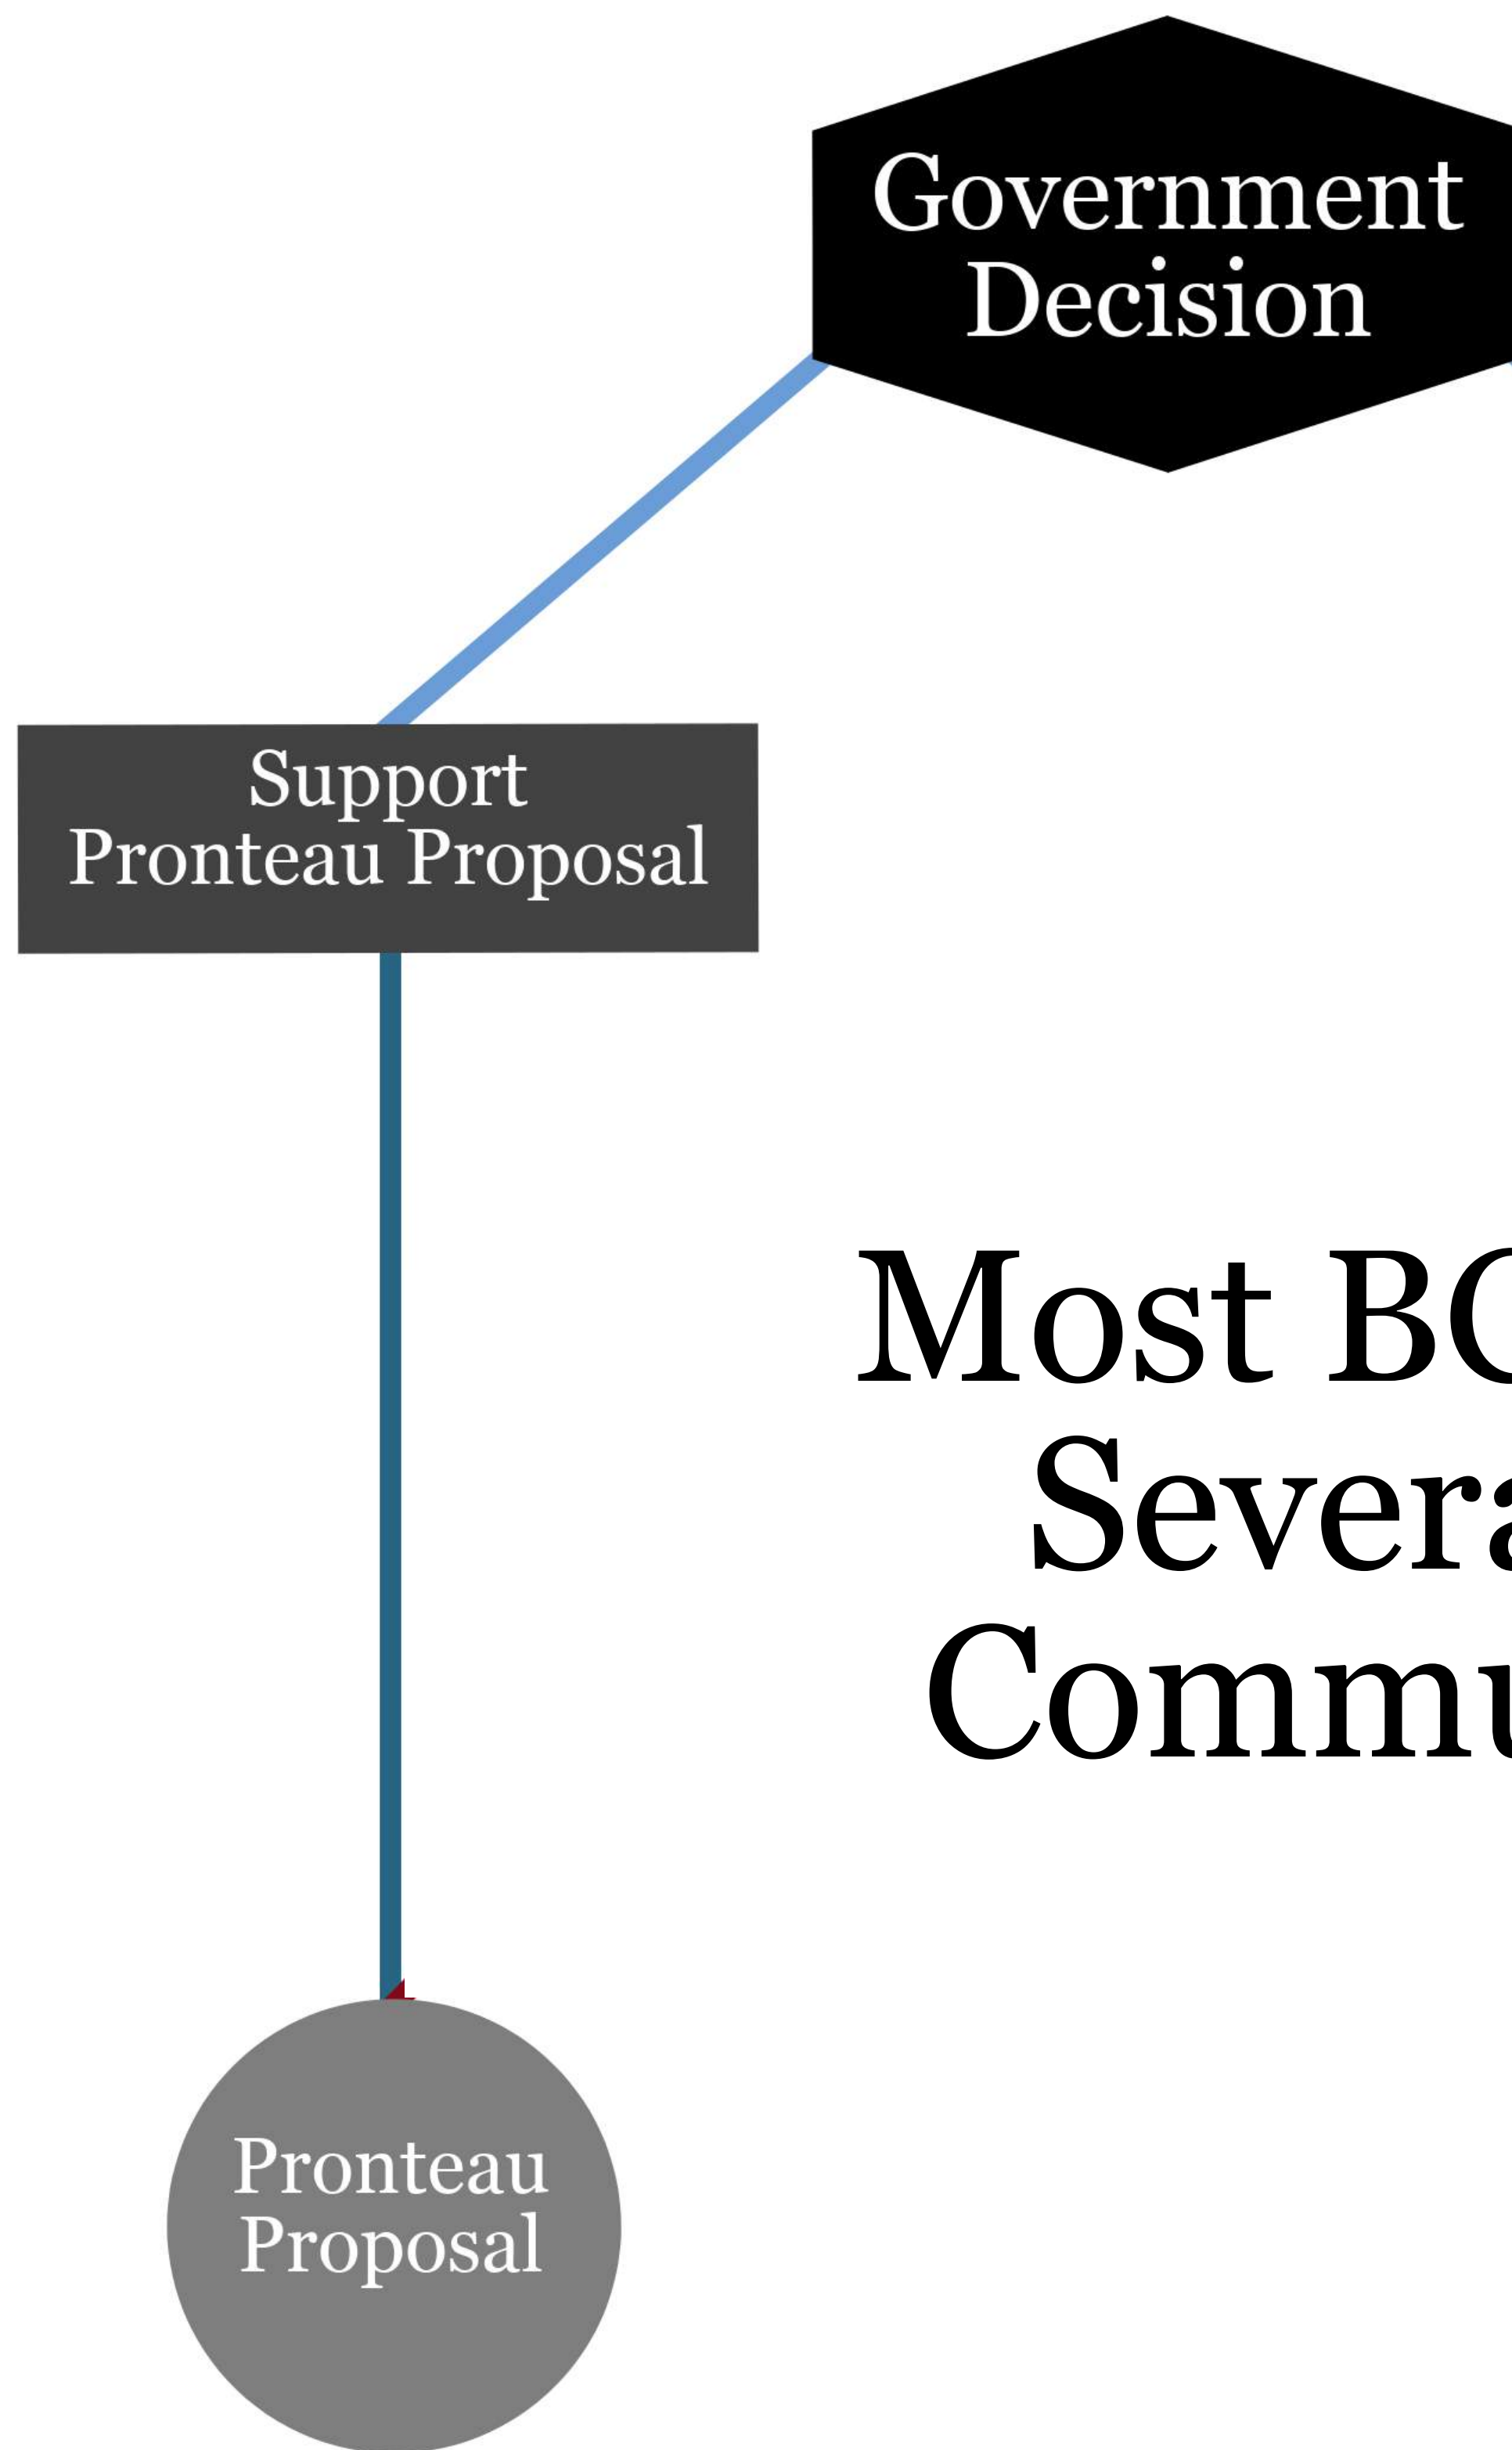 Government
Decision
Support
Pronteau Proposal
Most
Pronteau
Proposal